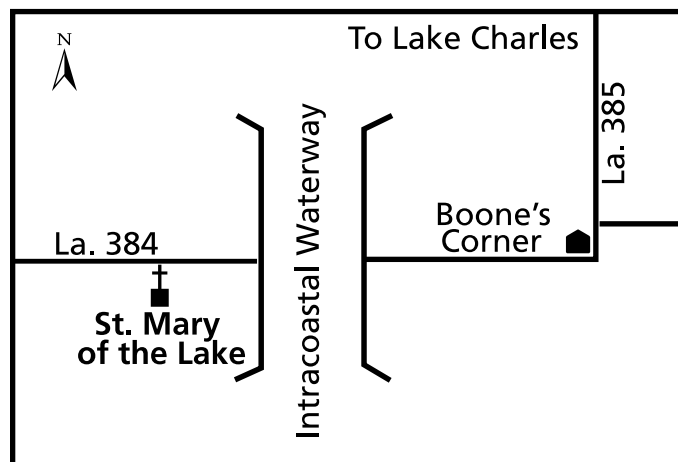 N
To Lake Charles
La. 385
Intracoastal Waterway
Boone's
Corner
La. 384
St. Mary
of the Lake